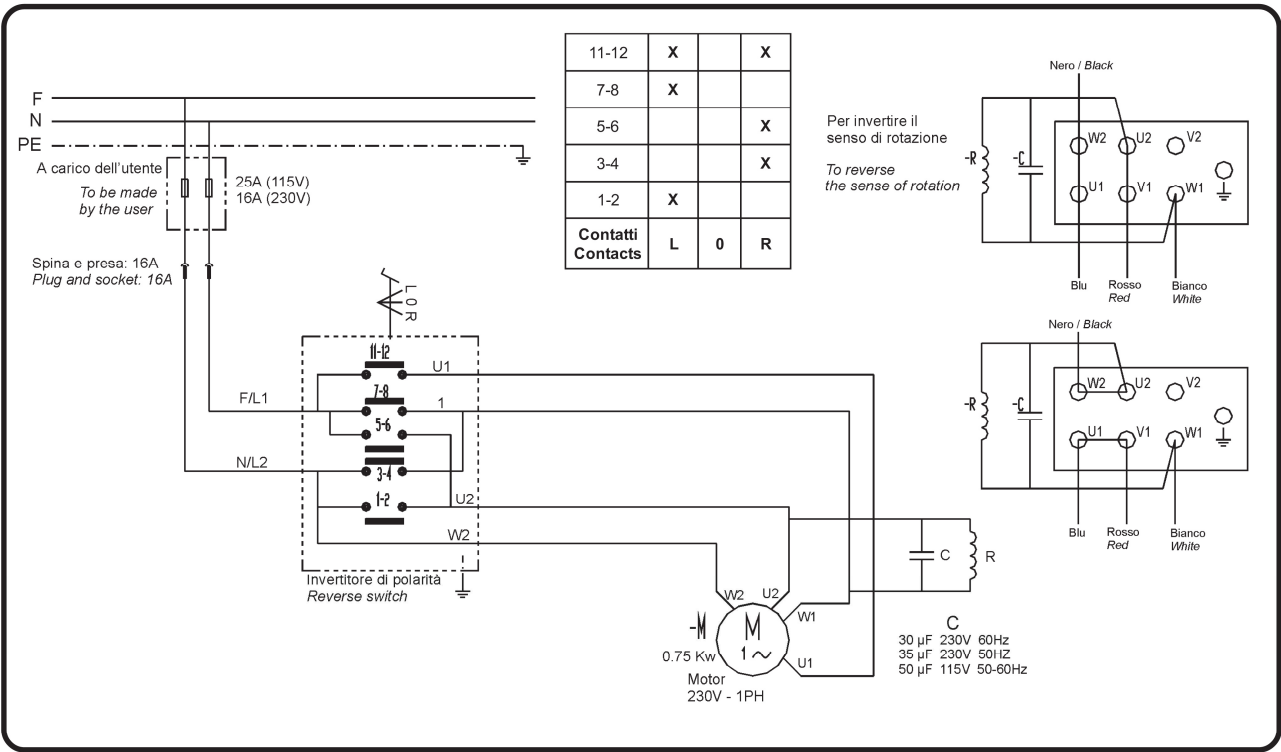 F
N
PE
A carico dell'utente
To be made
by the user
25A (115V)
16A (230V)
Spina e presa: 16A
Plug and socket: 16A
11-12 X X
7-8 X
5-6 X
3-4 X
1-2 X
Contatti
Contacts L 0 R
L 0 R
11-12
U1
7-8
F/L1
1
5-6
N/L2
3-4
1-2
U2
W2
Invertitore di polarità
Reverse switch
W2 U2
W1
U1
-M
M
1~
0.75 Kw
Motor
230V - 1PH
C
R
C
30 µF 230V 60Hz
35 µF 230V 50HZ
50 µF 115V 50-60Hz
Per invertire il
senso di rotazione
To reverse
the sense of rotation
Nero / Black
-R -C
W2 U2 V2
U1 V1 W1
Blu Rosso Bianco
Red White
Nero / Black
-R -C
W2 U2 V2
U1 V1 W1
Blu Rosso Bianco
Red White